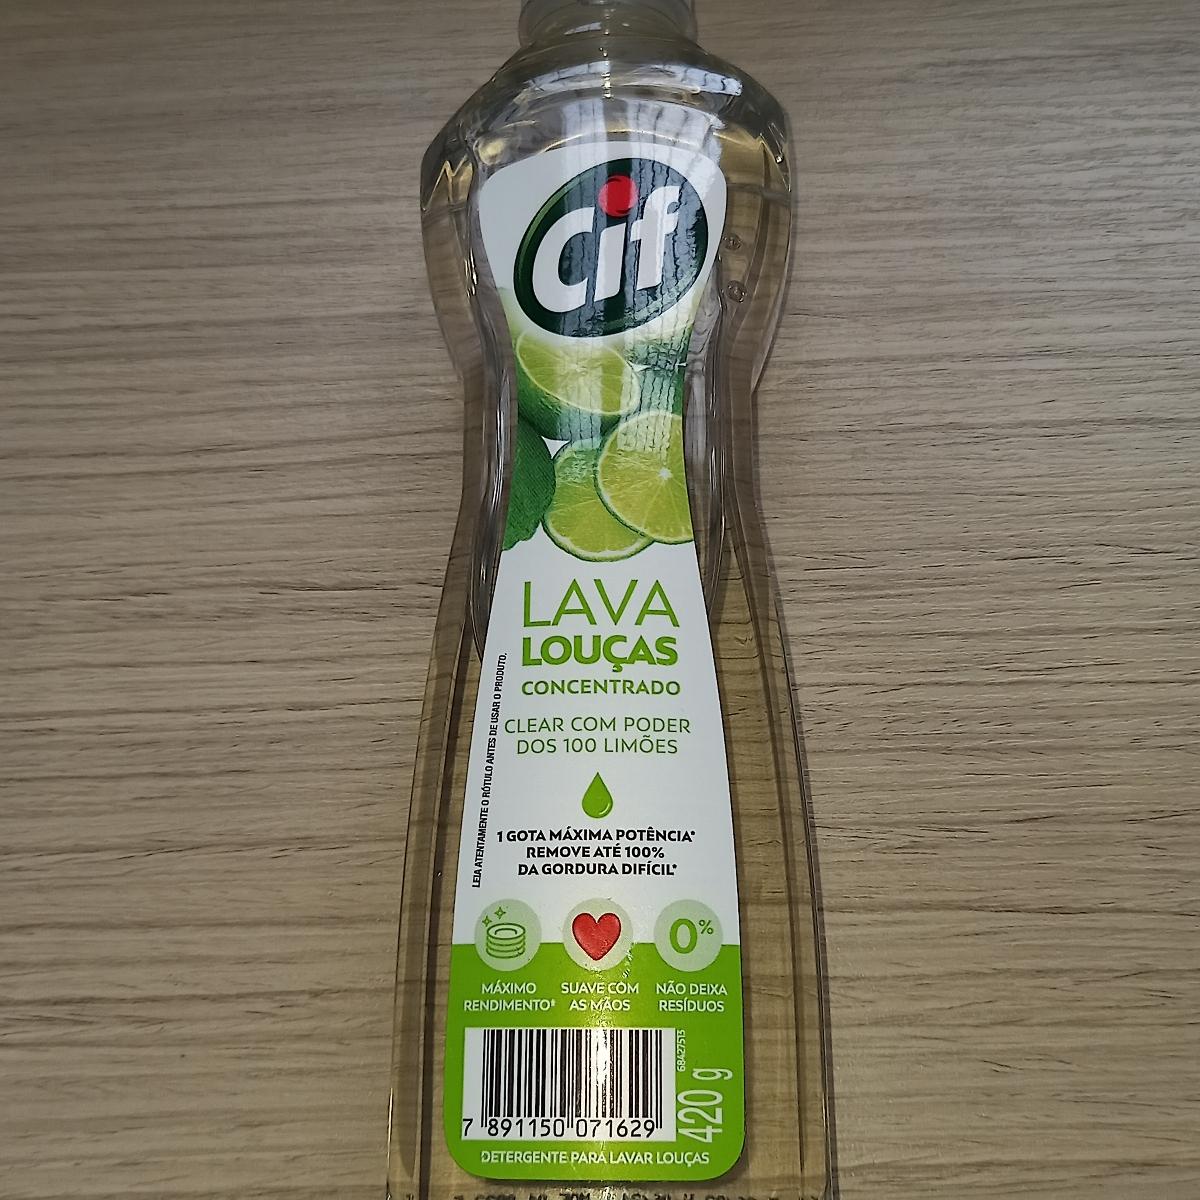 Cif
LAVA
LOUÇAS
CONCENTRADO
CLEAR COM PODER
DOS 100 LIMÕES
LEIA ATENTAMENTE O RÓTULO ANTES DE USAR O PRODUTO.
1 GOTA MÁXIMA POTÊNCIA*
REMOVE ATÉ 100%
DA GORDURA DIFÍCIL*
0%
MÁXIMO
RENDIMENTO*
SUAVE COM
AS MÃOS
NÃO DEIXA
RESÍDUOS
68427513
420 g
7 891150 071629
DETERGENTE PARA LAVAR LOUÇAS